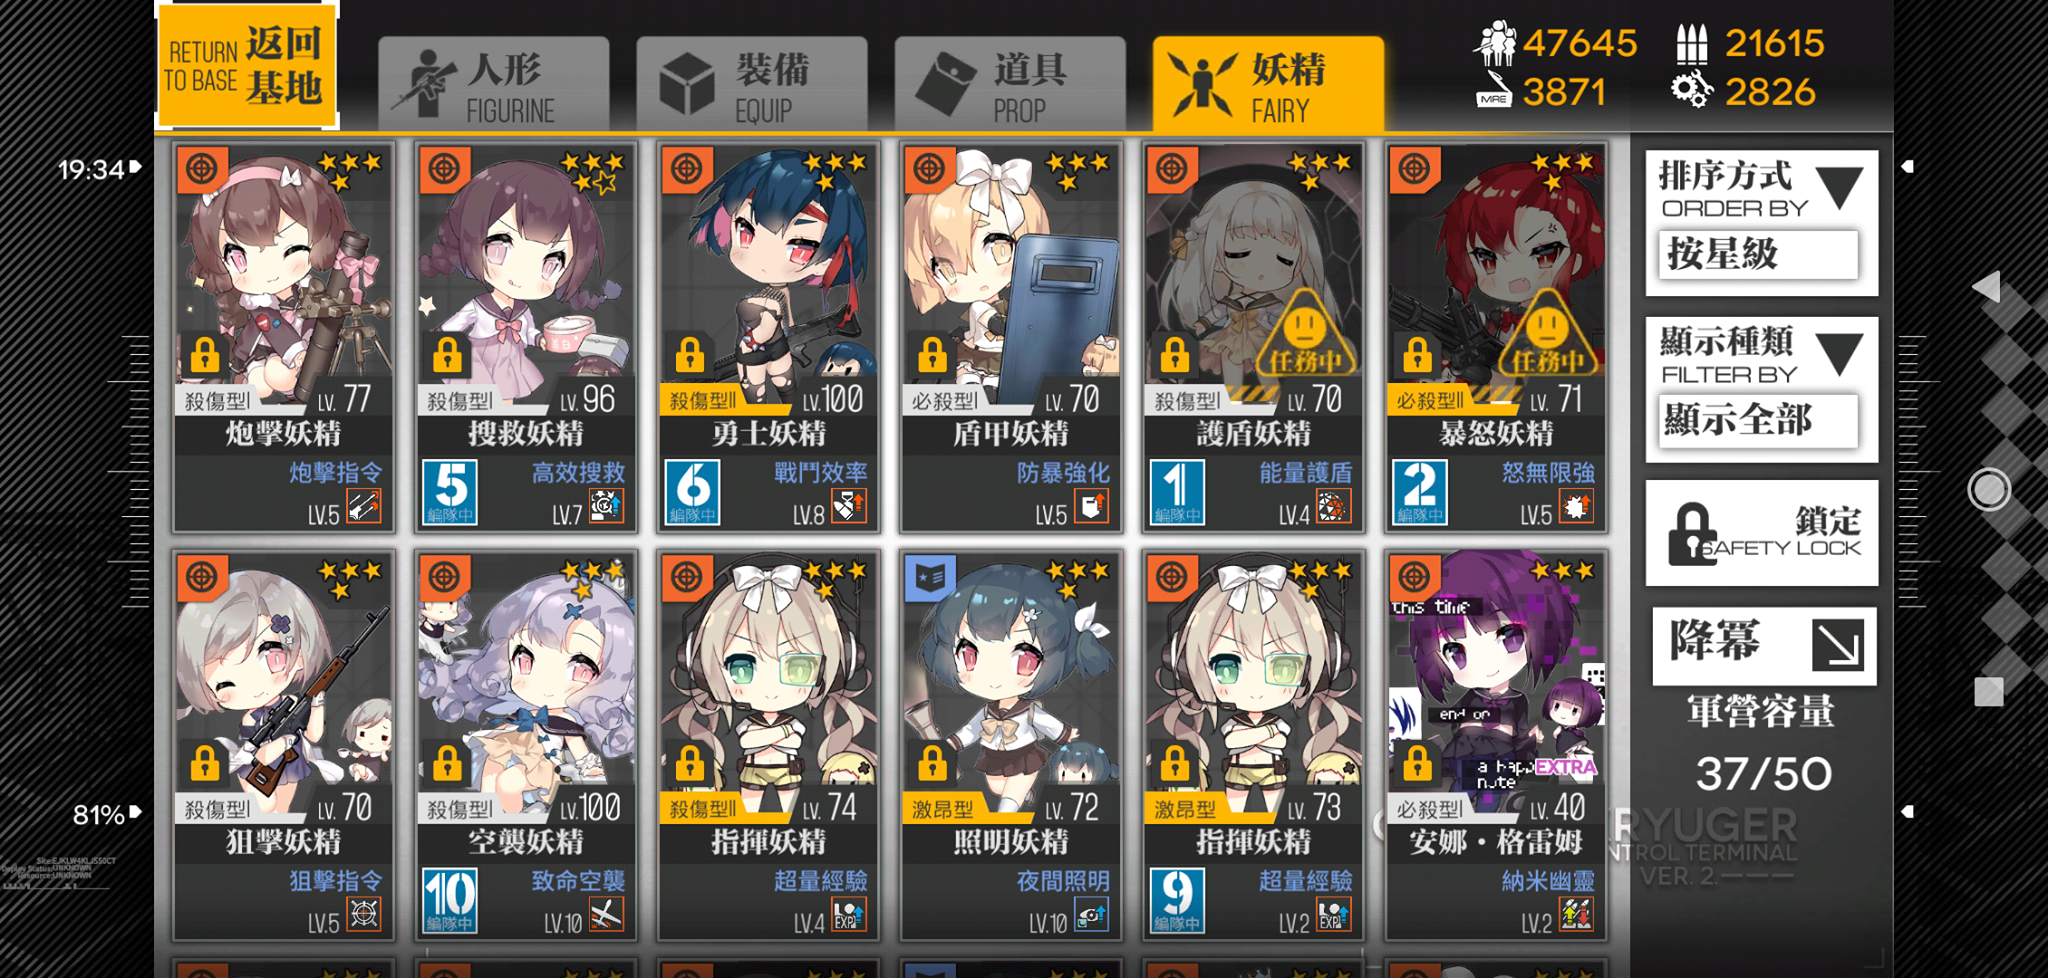 RETURN
TO BASE
返回
基地
人形
FIGURINE
裝備
EQUIP
道具
PROP
妖精
FAIRY
47645
21615
MRE
3871
2826
19:34
殺傷型I
LV. 77
炮擊妖精
炮擊指令
LV.5
殺傷型I
LV. 96
搜救妖精
5
編隊中
高效搜救
LV.7
殺傷型II
LV.100
勇士妖精
6
編隊中
戰鬥效率
LV.8
必殺型I
LV. 70
盾甲妖精
防暴強化
LV.5
任務中
殺傷型I
LV. 70
護盾妖精
1
編隊中
能量護盾
LV.4
任務中
必殺型II
LV. 71
暴怒妖精
2
編隊中
怒無限強
LV.5
殺傷型I
LV. 70
狙擊妖精
狙擊指令
LV.5
殺傷型I
LV.100
空襲妖精
10
編隊中
致命空襲
LV.10
殺傷型II
LV. 74
指揮妖精
超量經驗
LV.4
EXP
激昂型
LV. 72
照明妖精
夜間照明
LV.10
激昂型
LV. 73
指揮妖精
9
編隊中
超量經驗
LV.2
EXP
this time
end on
a happ
EXTRA
note
必殺型I
LV. 40
安娜·格雷姆
納米幽靈
LV.2
排序方式
ORDER BY
按星級
顯示種類
FILTER BY
顯示全部
鎖定
SAFETY LOCK
降冪
軍營容量
37/50
RYUGER
NTROL TERMINAL
VER. 2.———
81%
Site:EJKLW4KLJS50CT
Deploy Status:UNKNOWN
Resource:UNKNOWN